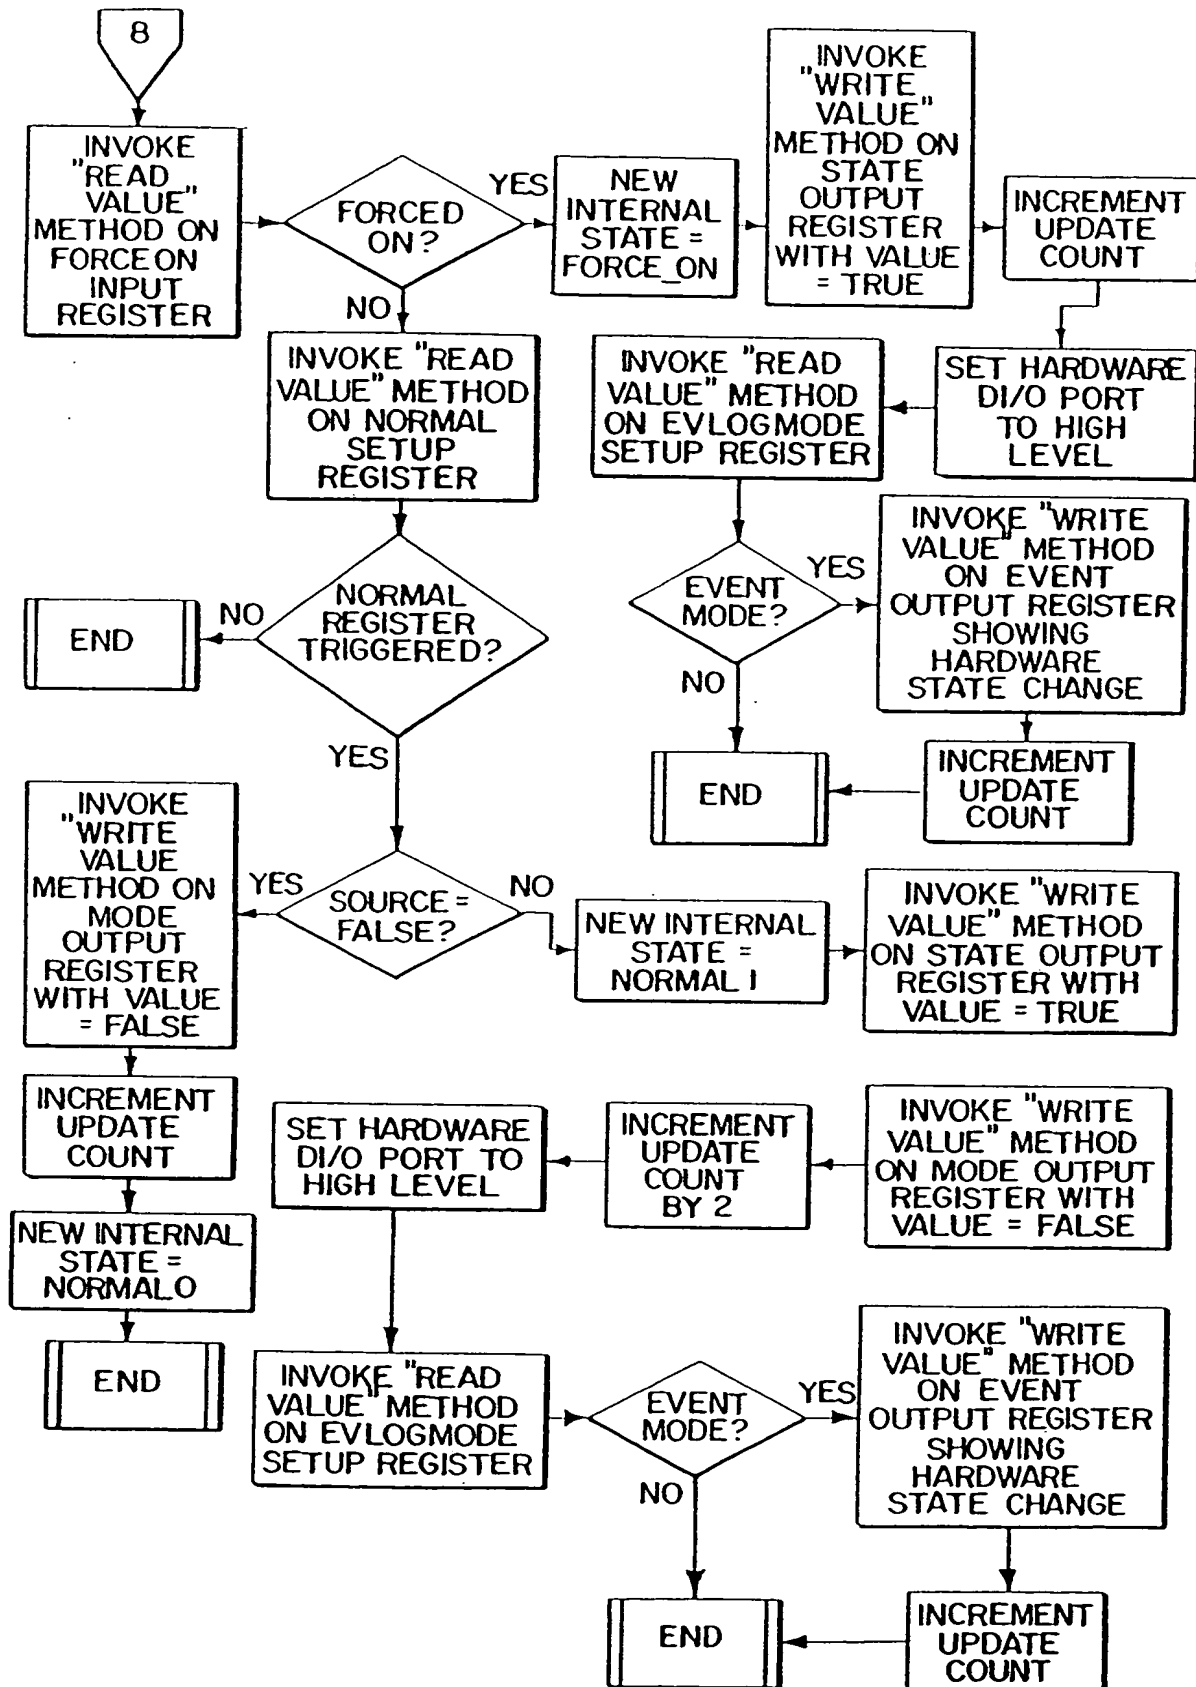 8
INVOKE
"READ
VALUE"
METHOD ON
FORCEON
INPUT
REGISTER
FORCED
ON?
YES
NO
NEW
INTERNAL
STATE =
FORCE_ON
INVOKE
"WRITE
VALUE"
METHOD ON
STATE
OUTPUT
REGISTER
WITH VALUE
= TRUE
INCREMENT
UPDATE
COUNT
SET HARDWARE
DI/O PORT
TO HIGH
LEVEL
INVOKE "READ
VALUE" METHOD
ON EVLOGMODE
SETUP REGISTER
INVOKE "READ
VALUE" METHOD
ON NORMAL
SETUP
REGISTER
EVENT
MODE?
YES
NO
INVOKE "WRITE
VALUE" METHOD
ON EVENT
OUTPUT REGISTER
SHOWING
HARDWARE
STATE CHANGE
INCREMENT
UPDATE
COUNT
END
NORMAL
REGISTER
TRIGGERED?
NO
END
YES
SOURCE =
FALSE?
YES
NO
INVOKE
"WRITE
VALUE
METHOD ON
MODE
OUTPUT
REGISTER
WITH VALUE
= FALSE
INCREMENT
UPDATE
COUNT
NEW INTERNAL
STATE =
NORMAL0
END
NEW INTERNAL
STATE =
NORMAL1
INVOKE "WRITE
VALUE" METHOD
ON STATE OUTPUT
REGISTER WITH
VALUE = TRUE
INVOKE "WRITE
VALUE" METHOD
ON MODE OUTPUT
REGISTER WITH
VALUE = FALSE
INCREMENT
UPDATE
COUNT
BY 2
SET HARDWARE
DI/O PORT TO
HIGH LEVEL
INVOKE "READ
VALUE" METHOD
ON EVLOGMODE
SETUP REGISTER
EVENT
MODE?
YES
NO
INVOKE "WRITE
VALUE" METHOD
ON EVENT
OUTPUT REGISTER
SHOWING
HARDWARE
STATE CHANGE
INCREMENT
UPDATE
COUNT
END